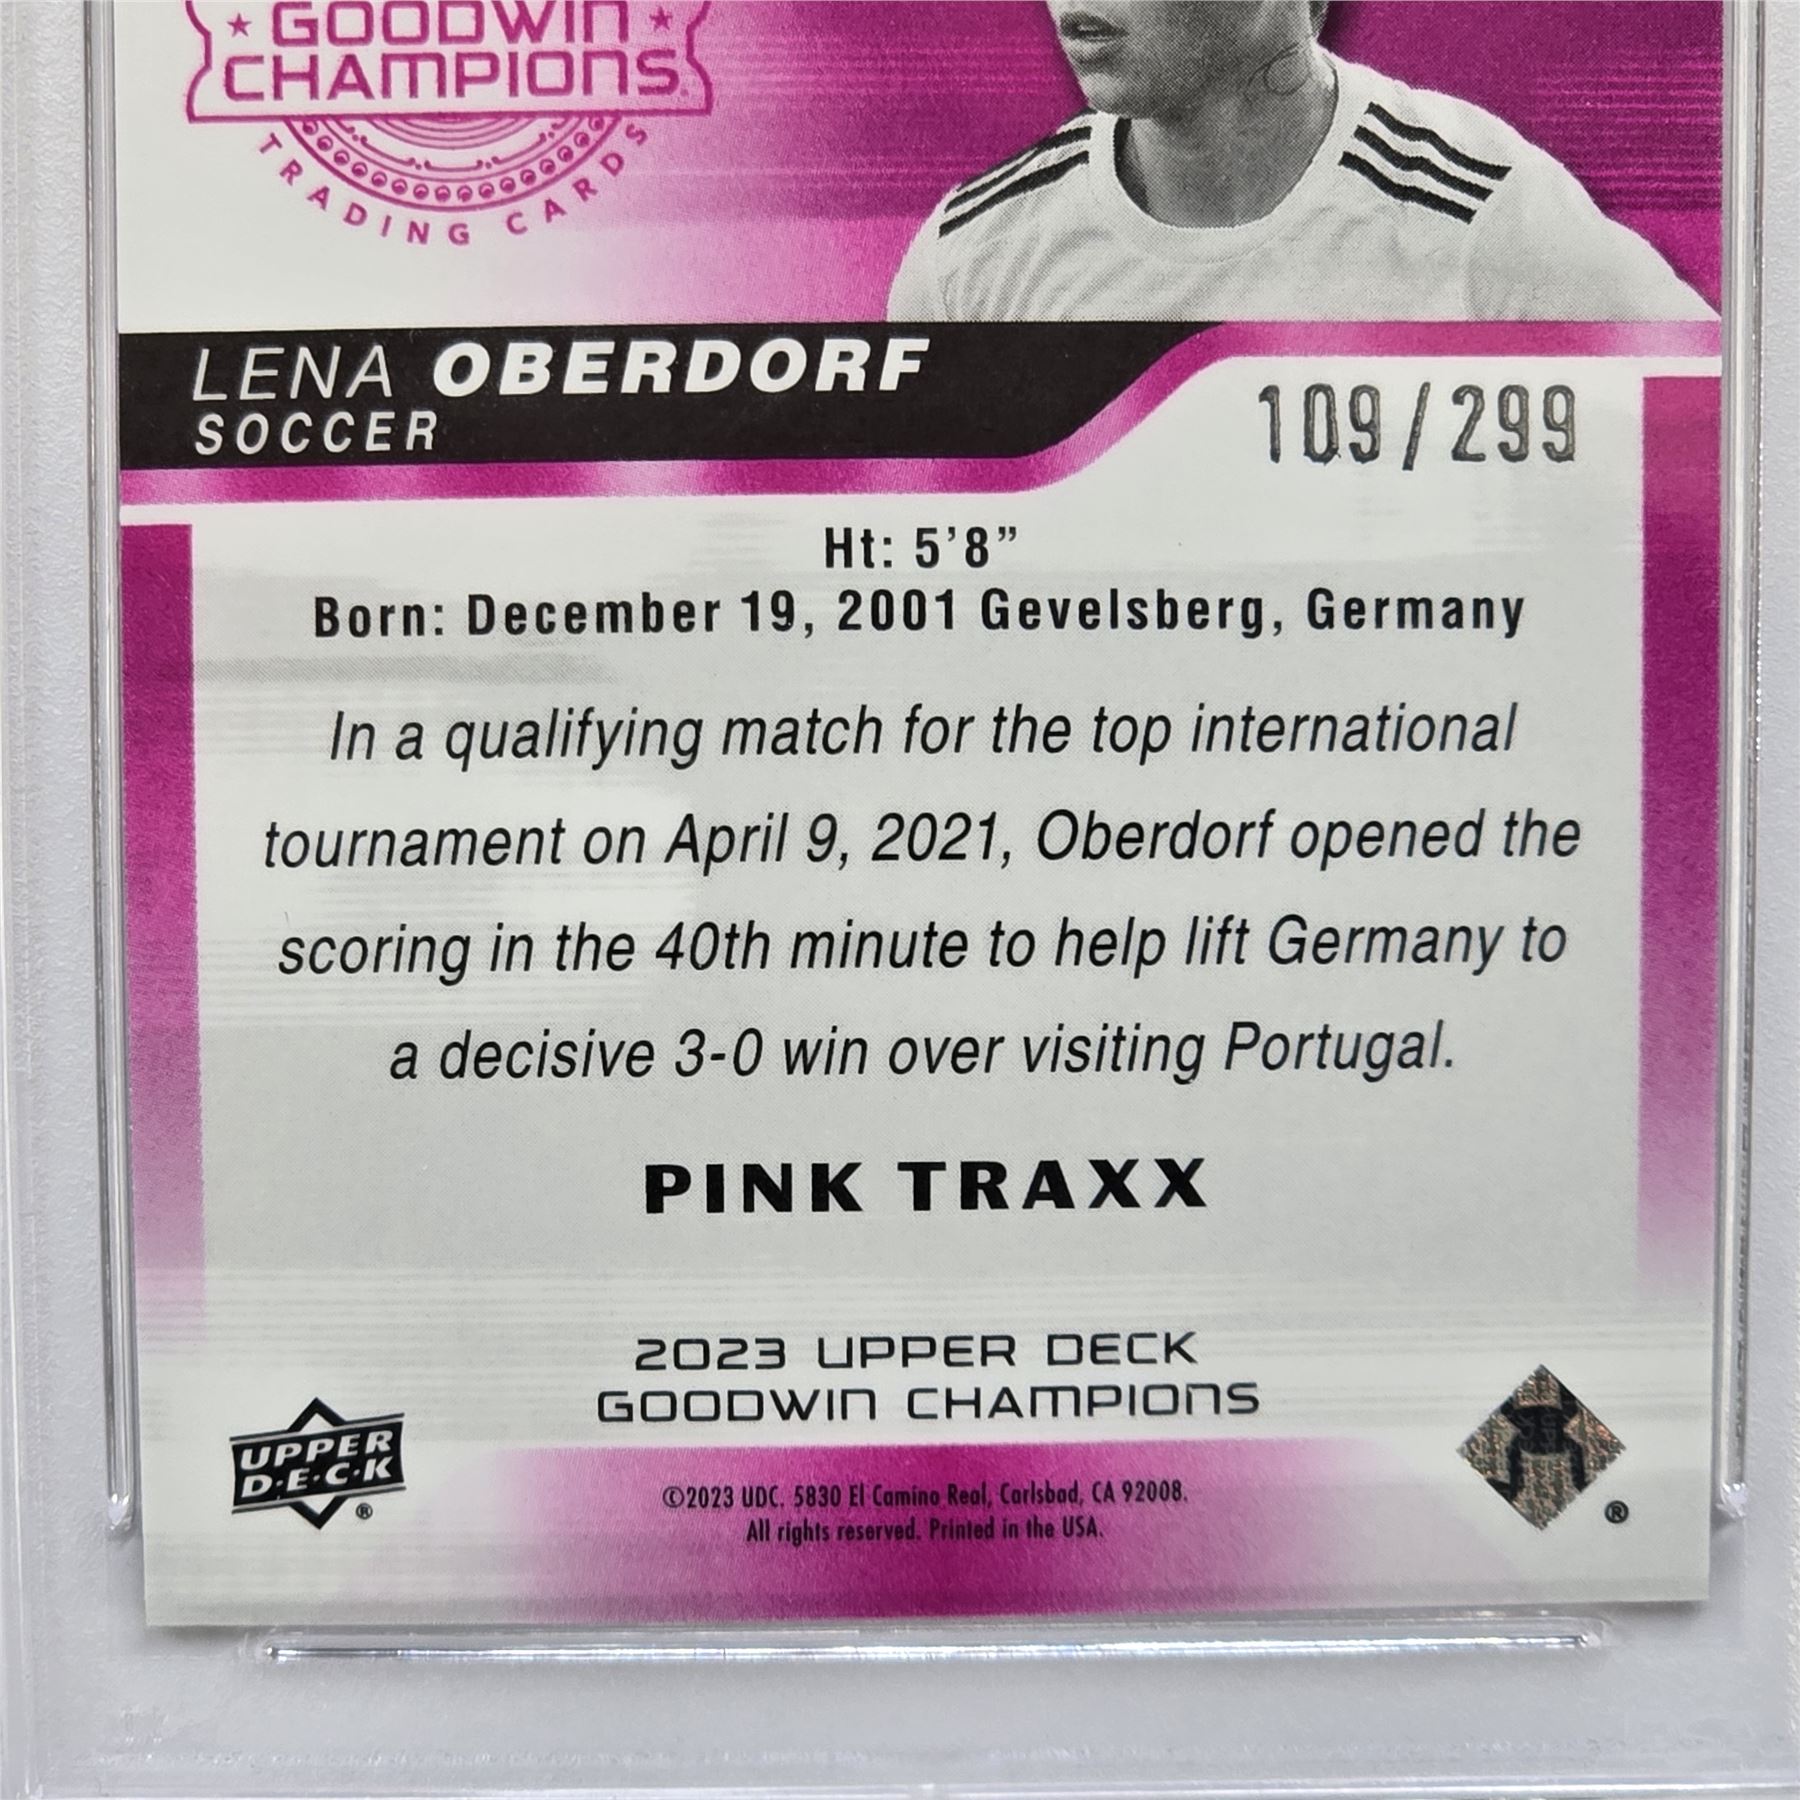 GOODWIN
CHAMPIONS
TRADING CARDS
LENA OBERDORF
SOCCER
109/299
Ht: 5'8”
Born: December 19, 2001 Gevelsberg, Germany
In a qualifying match for the top international
tournament on April 9, 2021, Oberdorf opened the
scoring in the 40th minute to help lift Germany to
a decisive 3-0 win over visiting Portugal.
PINK TRAXX
2023 UPPER DECK
GOODWIN CHAMPIONS
UPPER
D•E•C•K
®
©2023 UDC. 5830 El Camino Real, Carlsbad, CA 92008.
All rights reserved. Printed in the USA.
®